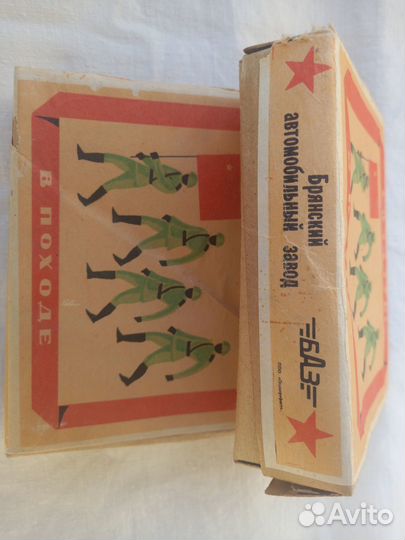 В ПОХОДЕ
Брянский
автомобильный завод
БАЗ
Avito